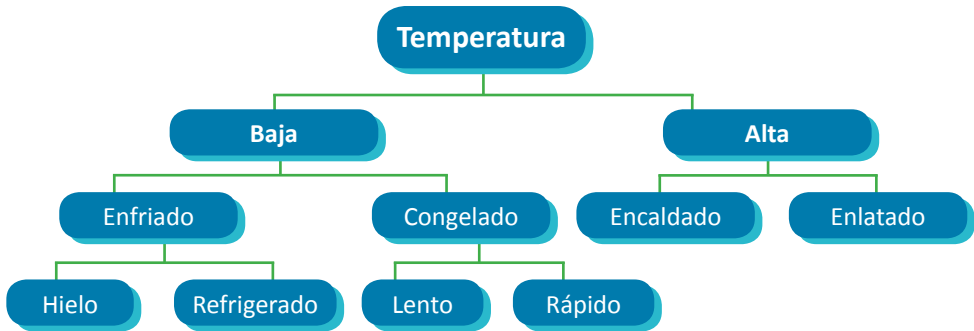 Temperatura
Baja
Alta
Enfriado
Congelado
Encaldado
Enlatado
Hielo
Refrigerado
Lento
Rápido